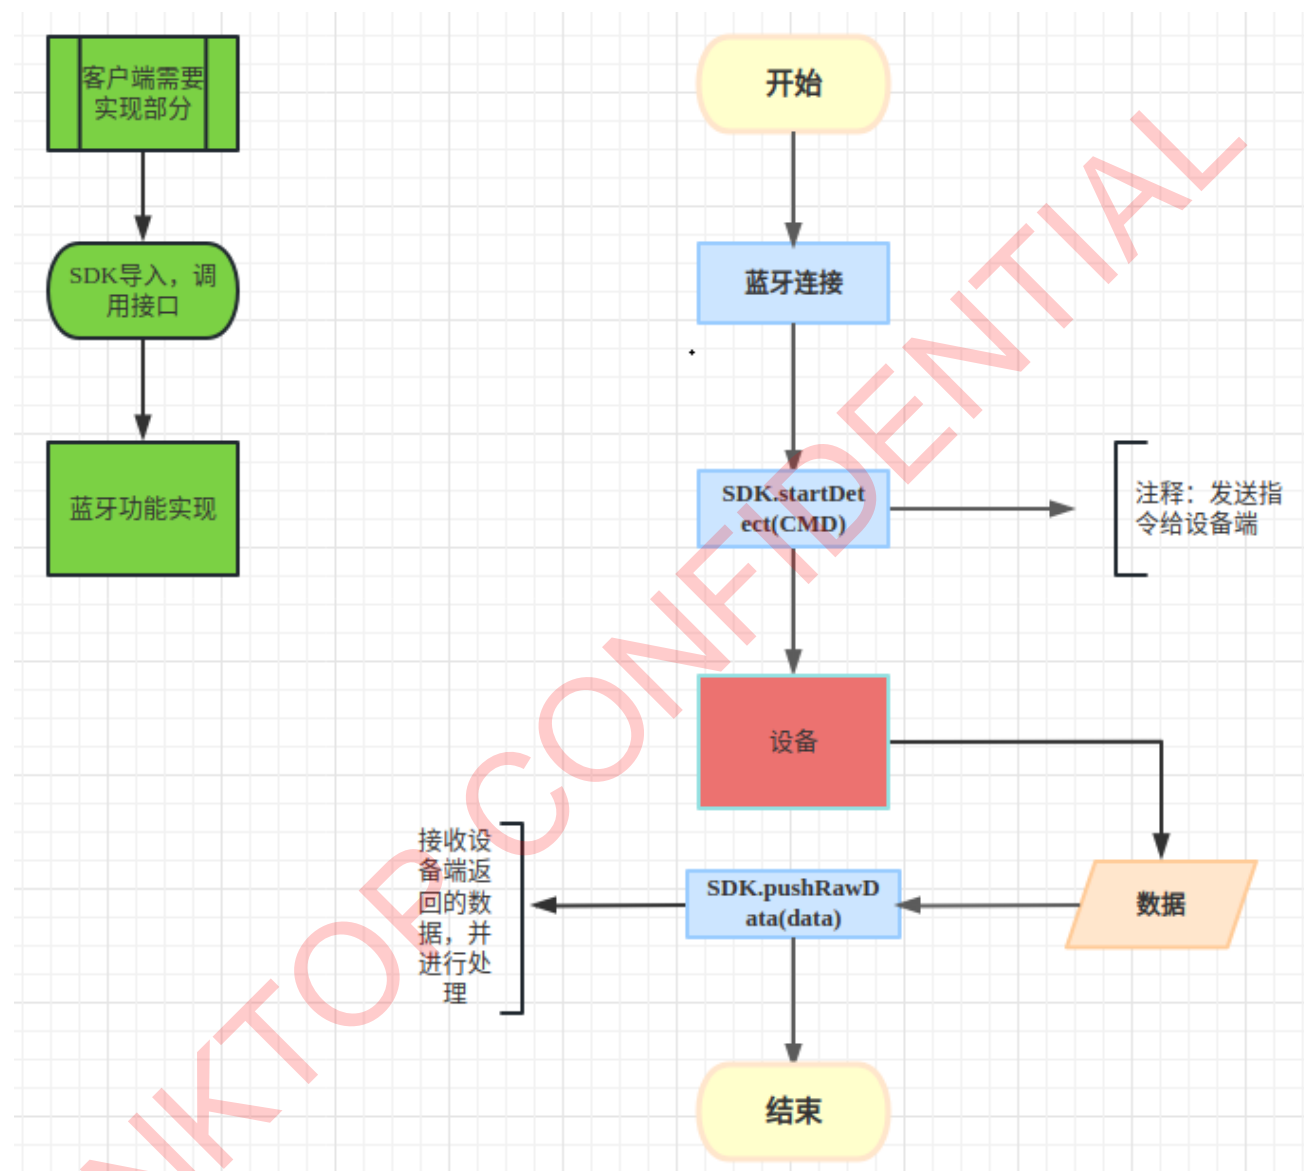 客户端需要
实现部分
SDK导入，调
用接口
蓝牙功能实现
开始
蓝牙连接
SDK.startDet
ect(CMD)
注释：发送指
令给设备端
设备
数据
SDK.pushRawD
ata(data)
接收设
备端返
回的数
据，并
进行处
理
结束
NKTOP CONFIDENTIAL